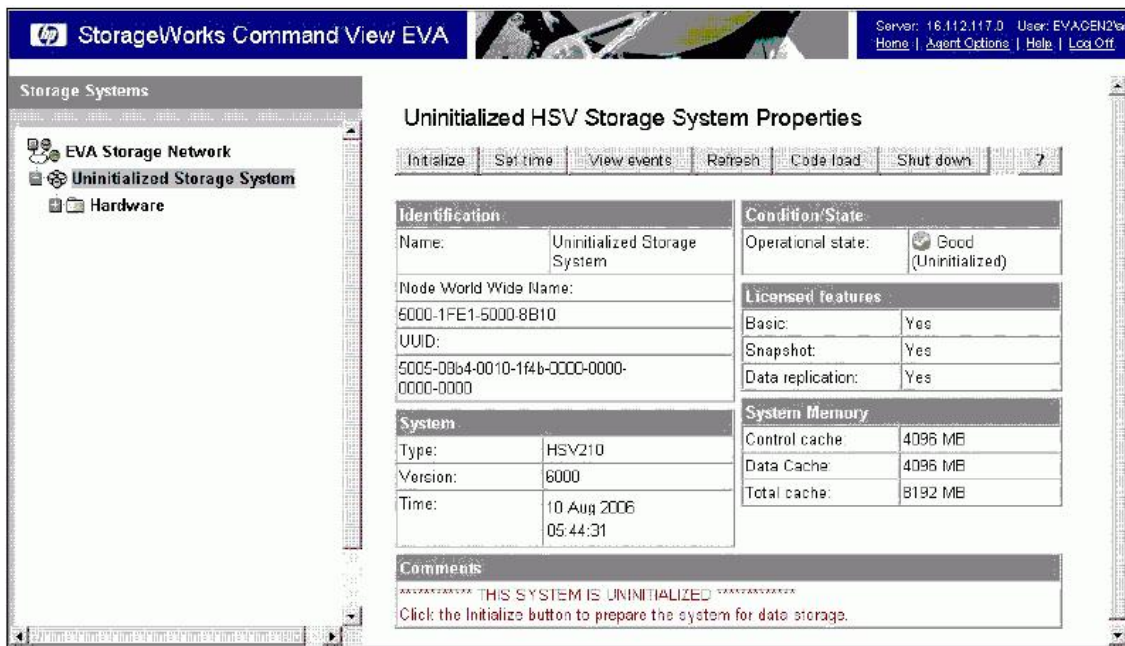 hp StorageWorks Command View EVA
Server: 16.112.117.0 User: EVAGEN2\
Home | Agent Options | Help | Log Off
Storage Systems
EVA Storage Network
Uninitialized Storage System
Hardware
Uninitialized HSV Storage System Properties
Initialize Set time View events Refresh Code load Shut down ?
Identification
Name: Uninitialized Storage
System
Node World Wide Name:
5000-1FE1-5000-8B10
UUID:
5005-08b4-0010-1f4b-0000-0000-
0000-0000
System
Type: HSV210
Version: 6000
Time: 10 Aug 2006
05:44:31
Condition/State
Operational state: Good
(Uninitialized)
Licensed features
Basic: Yes
Snapshot: Yes
Data replication: Yes
System Memory
Control cache: 4096 MB
Data Cache: 4096 MB
Total cache: 8192 MB
Comments
************ THIS SYSTEM IS UNINITIALIZED *************
Click the Initialize button to prepare the system for data storage.